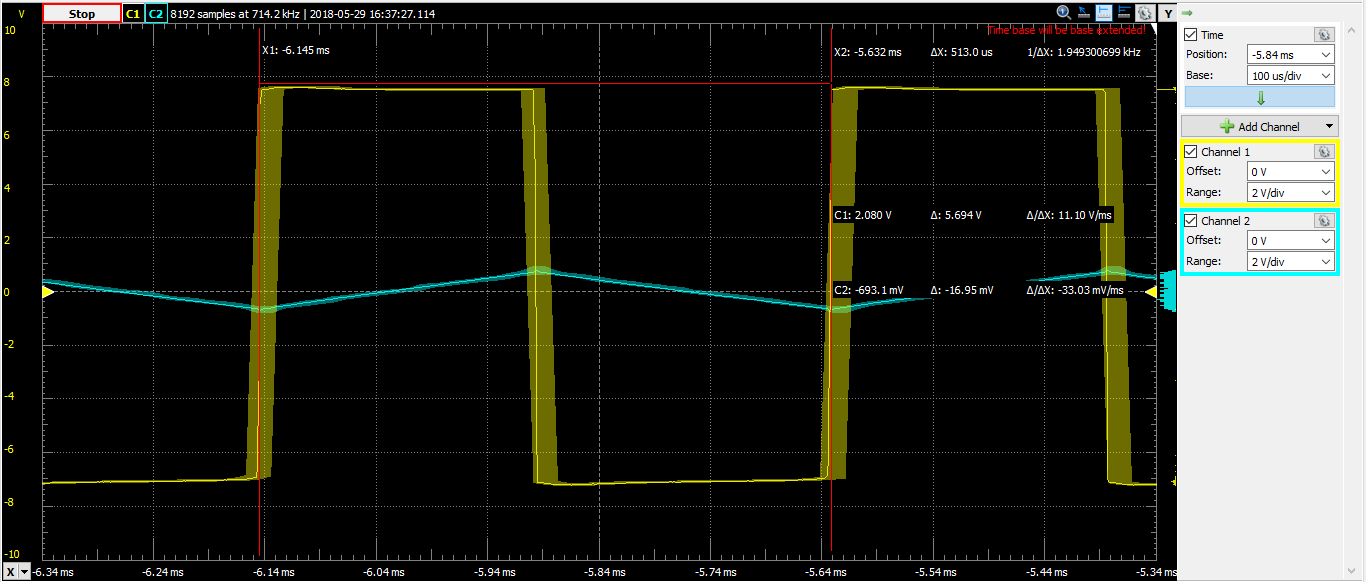 V Stop C1 C2 8192 samples at 714.2 kHz | 2018-05-29 16:37:27.114 Y
Time base will be base extended!
10
8
6
4
2
0
-2
-4
-6
-8
-10
X1: -6.145 ms
X2: -5.632 ms ΔX: 513.0 us 1/ΔX: 1.949300699 kHz
C1: 2.080 V Δ: 5.694 V Δ/ΔX: 11.10 V/ms
C2: -693.1 mV Δ: -16.95 mV Δ/ΔX: -33.03 mV/ms
X -6.34 ms -6.24 ms -6.14 ms -6.04 ms -5.94 ms -5.84 ms -5.74 ms -5.64 ms -5.54 ms -5.44 ms -5.34 ms
Time
Position: -5.84 ms
Base: 100 us/div
Add Channel
Channel 1
Offset: 0 V
Range: 2 V/div
Channel 2
Offset: 0 V
Range: 2 V/div